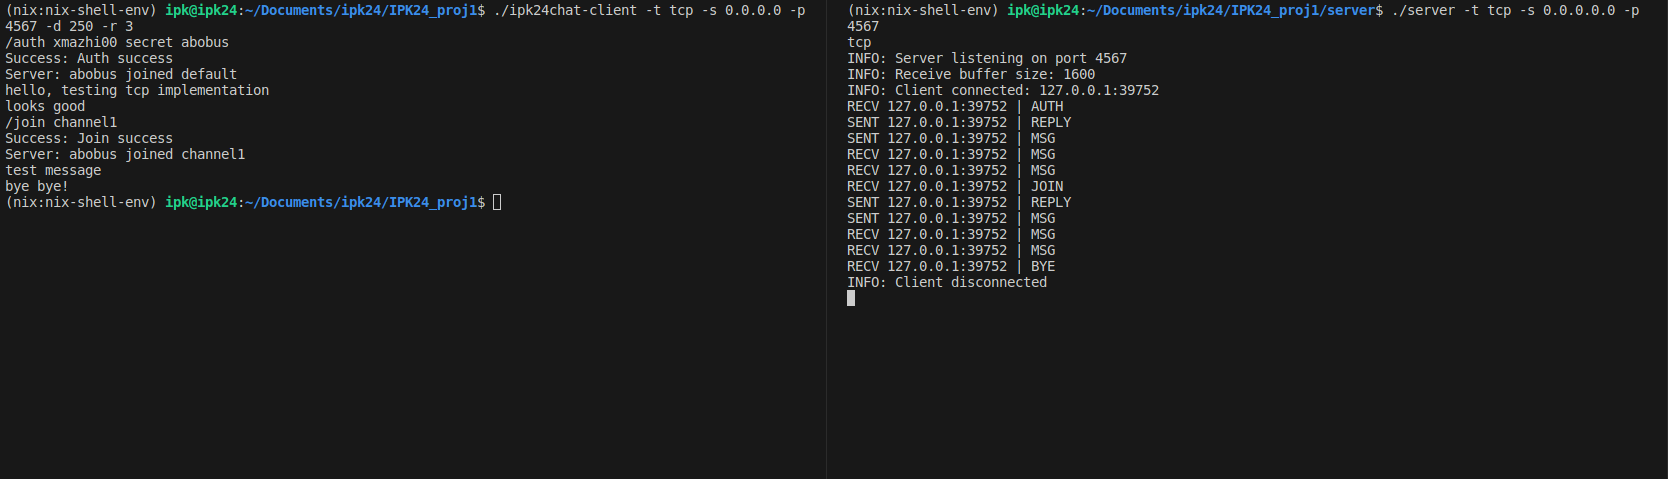 (nix:nix-shell-env) ipk@ipk24:~/Documents/ipk24/IPK24_proj1$ ./ipk24chat-client -t tcp -s 0.0.0.0 -p
4567 -d 250 -r 3
/auth xmazhi00 secret abobus
Success: Auth success
Server: abobus joined default
hello, testing tcp implementation
looks good
/join channel1
Success: Join success
Server: abobus joined channel1
test message
bye bye!
(nix:nix-shell-env) ipk@ipk24:~/Documents/ipk24/IPK24_proj1$
(nix:nix-shell-env) ipk@ipk24:~/Documents/ipk24/IPK24_proj1/server$ ./server -t tcp -s 0.0.0.0.0 -p
4567
tcp
INFO: Server listening on port 4567
INFO: Receive buffer size: 1600
INFO: Client connected: 127.0.0.1:39752
RECV 127.0.0.1:39752 | AUTH
SENT 127.0.0.1:39752 | REPLY
SENT 127.0.0.1:39752 | MSG
RECV 127.0.0.1:39752 | MSG
RECV 127.0.0.1:39752 | MSG
RECV 127.0.0.1:39752 | JOIN
SENT 127.0.0.1:39752 | REPLY
SENT 127.0.0.1:39752 | MSG
RECV 127.0.0.1:39752 | MSG
RECV 127.0.0.1:39752 | MSG
RECV 127.0.0.1:39752 | BYE
INFO: Client disconnected